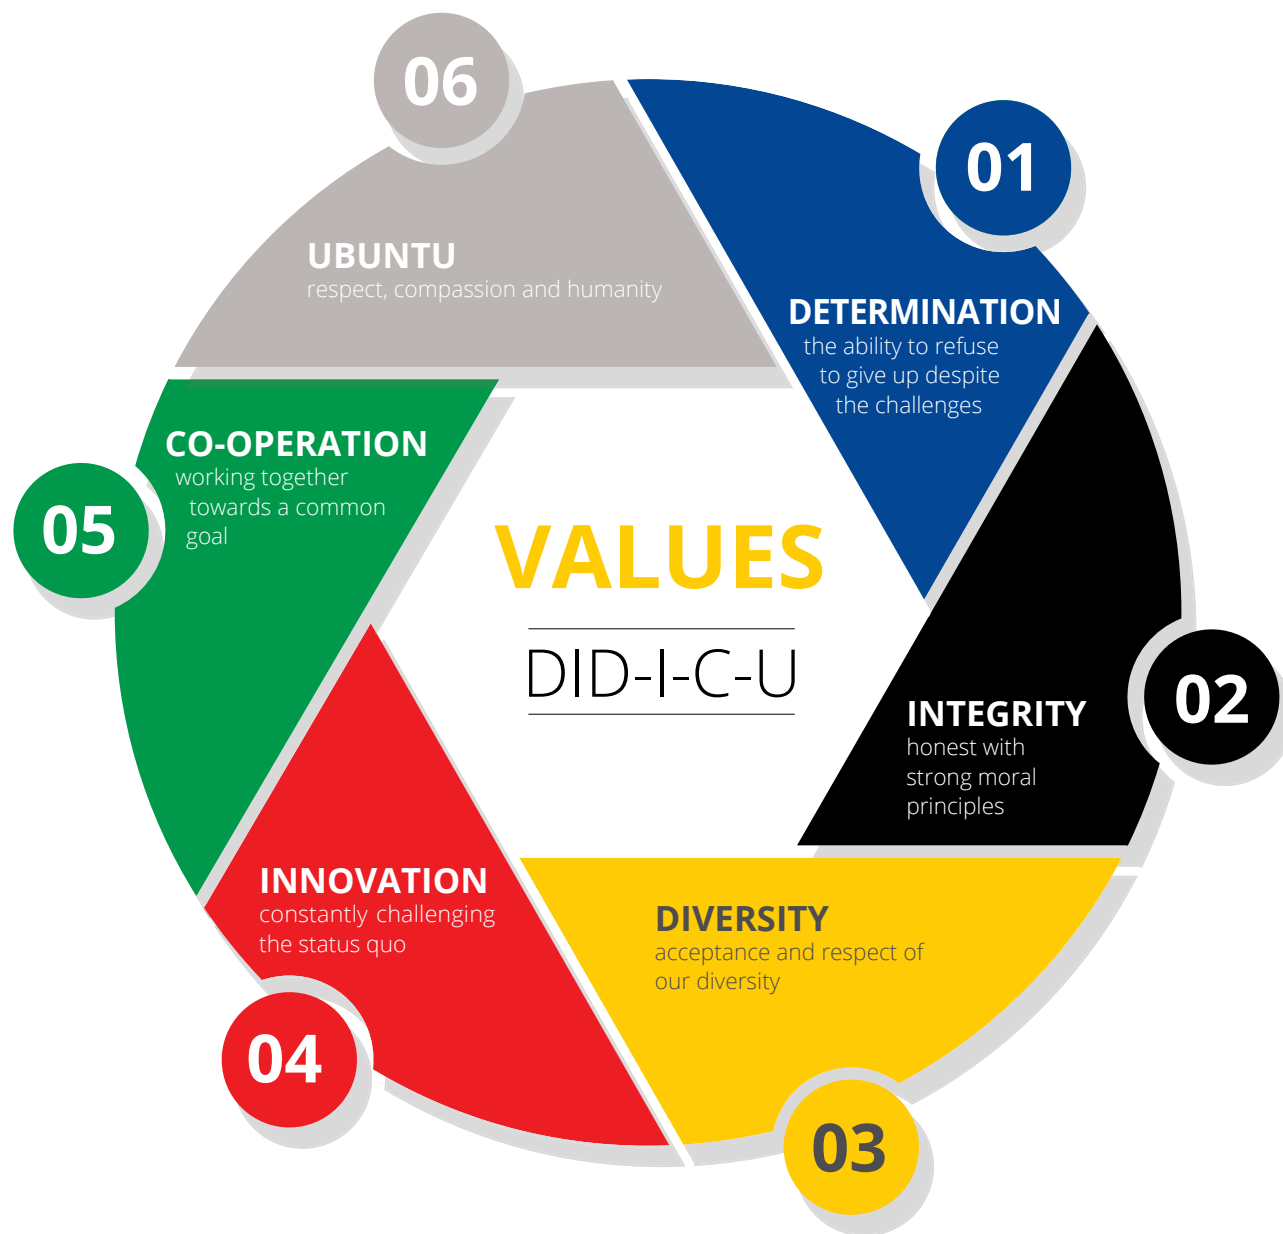 VALUES
DID-I-C-U
01
DETERMINATION
the ability to refuse
to give up despite
the challenges
02
INTEGRITY
honest with
strong moral
principles
03
DIVERSITY
acceptance and respect of
our diversity
04
INNOVATION
constantly challenging
the status quo
05
CO-OPERATION
working together
towards a common
goal
06
UBUNTU
respect, compassion and humanity